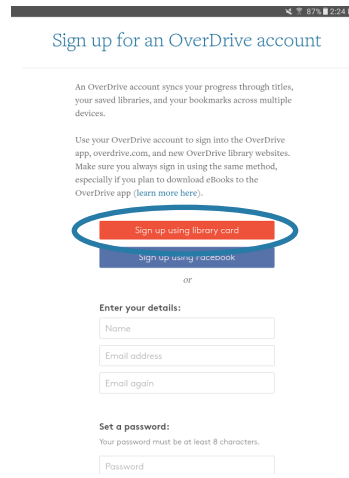 87% 2:24
Sign up for an OverDrive account
An OverDrive account syncs your progress through titles,
your saved libraries, and your bookmarks across multiple
devices.
Use your OverDrive account to sign into the OverDrive
app, overdrive.com, and new OverDrive library websites.
Make sure you always sign in using the same method,
especially if you plan to download eBooks to the
OverDrive app (learn more here).
Sign up using library card
Sign up using Facebook
or
Enter your details:
Name
Email address
Email again
Set a password:
Your password must be at least 8 characters.
Password